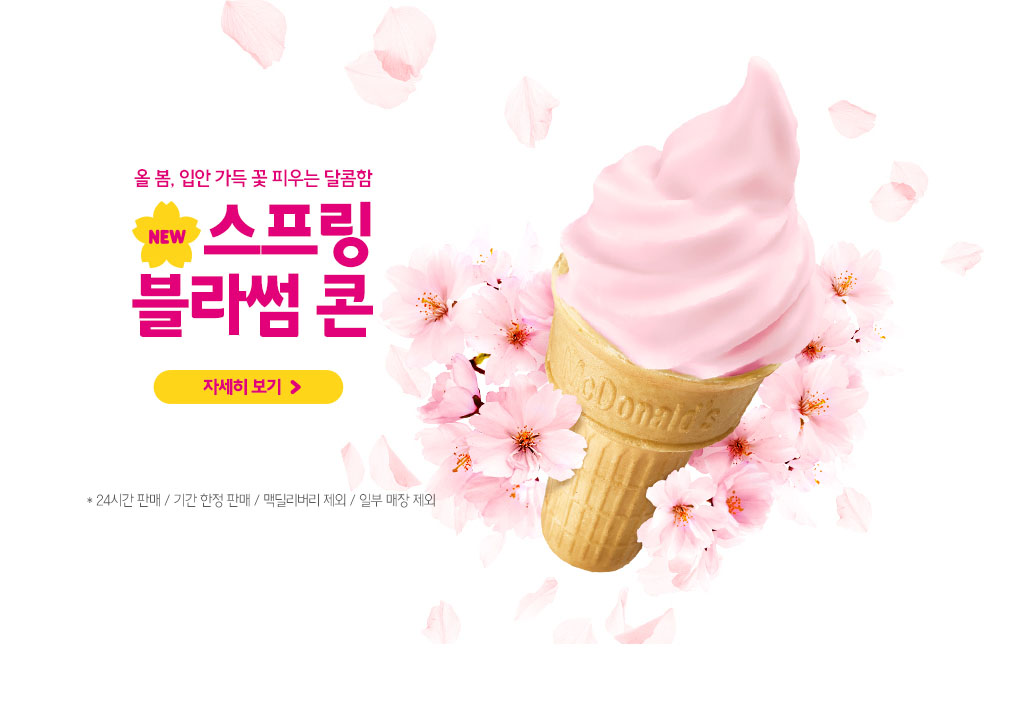 올 봄, 입안 가득 꽃 피우는 달콤함
NEW 스프링
블라썸 콘
자세히 보기 >
* 24시간 판매 / 기간 한정 판매 / 맥딜리버리 제외 / 일부 매장 제외
McDonald's